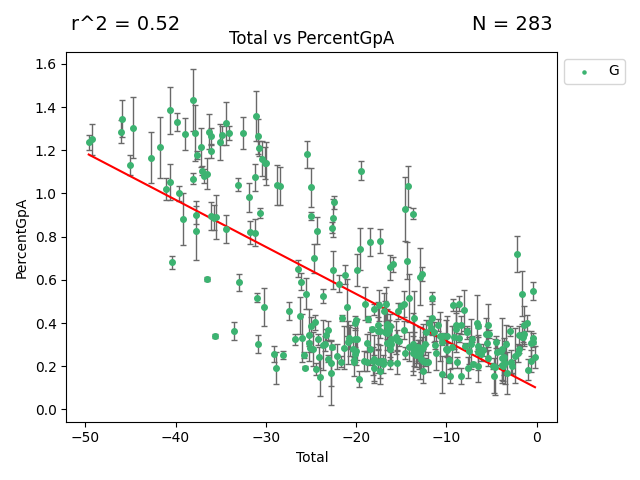 r^2 = 0.52
N = 283
Total vs PercentGpA
G
PercentGpA
1.6
1.4
1.2
1.0
0.8
0.6
0.4
0.2
0.0
−50
−40
−30
−20
−10
0
Total